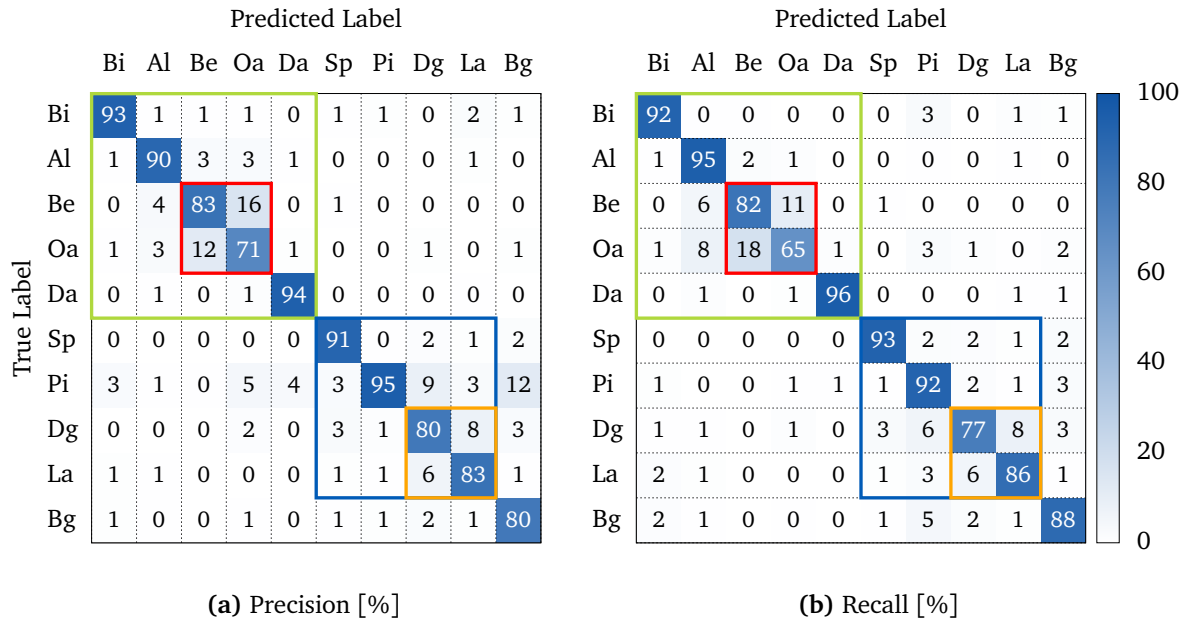 Predicted Label Predicted Label
Bi Al Be Oa Da Sp Pi Dg La Bg Bi Al Be Oa Da Sp Pi Dg La Bg
Bi 93 1 1 1 0 1 1 0 2 1 Bi 92 0 0 0 0 0 3 0 1 1 100
Al 1 90 3 3 1 0 0 0 1 0 Al 1 95 2 1 0 0 0 0 1 0
Be 0 4 83 16 0 1 0 0 0 0 Be 0 6 82 11 0 1 0 0 0 0 80
Oa 1 3 12 71 1 0 0 1 0 1 Oa 1 8 18 65 1 0 3 1 0 2
Da 0 1 0 1 94 0 0 0 0 0 Da 0 1 0 1 96 0 0 0 1 1 60
True Label
Sp 0 0 0 0 0 91 0 2 1 2 Sp 0 0 0 0 0 93 2 2 1 2 40
Pi 3 1 0 5 4 3 95 9 3 12 Pi 1 0 0 1 1 1 92 2 1 3
Dg 0 0 0 2 0 3 1 80 8 3 Dg 1 1 0 1 0 3 6 77 8 3 20
La 1 1 0 0 0 1 1 6 83 1 La 2 1 0 0 0 1 3 6 86 1
Bg 1 0 0 1 0 1 1 2 1 80 Bg 2 1 0 0 0 1 5 2 1 88 0
(a) Precision [%] (b) Recall [%]